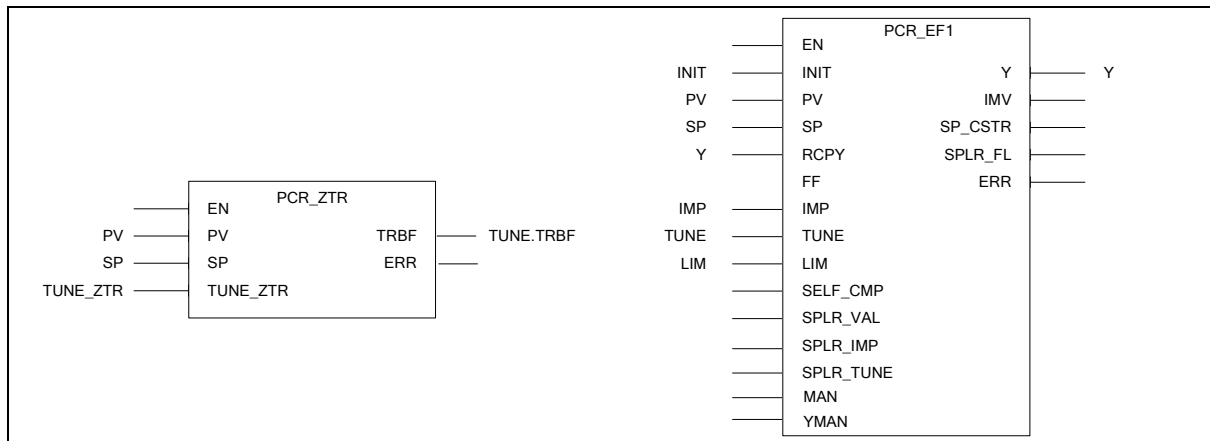 PCR_ZTR
EN
PV PV TRBF TUNE.TRBF
SP SP ERR
TUNE_ZTR TUNE_ZTR
PCR_EF1
EN
INIT INIT Y Y
PV PV IMV
SP SP SP_CSTR
Y RCPY SPLR_FL
FF ERR
IMP IMP
TUNE TUNE
LIM LIM
SELF_CMP
SPLR_VAL
SPLR_IMP
SPLR_TUNE
MAN
YMAN